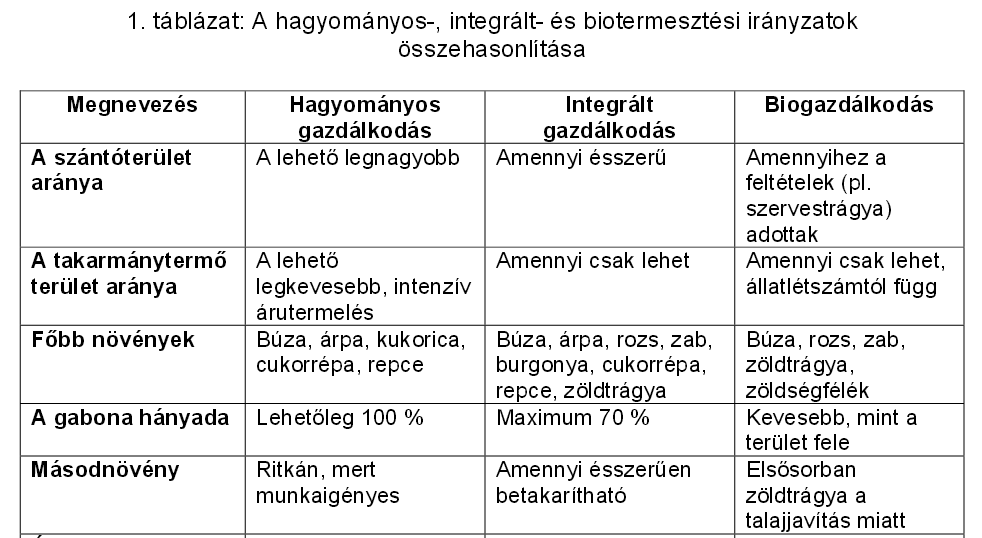 1. táblázat: A hagyományos-, integrált- és biotermesztési irányzatok
összehasonlítása
Megnevezés
Hagyományos
gazdálkodás
Integrált
gazdálkodás
Biogazdálkodás
A szántóterület
aránya
A lehető legnagyobb
Amennyi ésszerű
Amennyihez a
feltételek (pl.
szervestrágya)
adottak
A takarmánytermő
terület aránya
A lehető
legkevesebb, intenzív
árutermelés
Amennyi csak lehet
Amennyi csak lehet,
állatlétszámtól függ
Főbb növények
Búza, árpa, kukorica,
cukorrépa, repce
Búza, árpa, rozs, zab,
burgonya, cukorrépa,
repce, zöldtrágya
Búza, rozs, zab,
zöldtrágya,
zöldségfélék
A gabona hányada
Lehetőleg 100 %
Maximum 70 %
Kevesebb, mint a
terület fele
Másodnövény
Ritkán, mert
munkaigényes
Amennyi ésszerűen
betakarítható
Elsősorban
zöldtrágya a
talajjavítás miatt